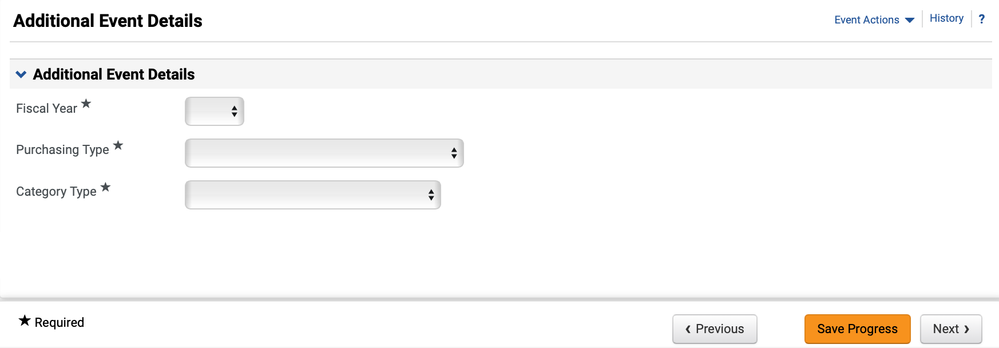 Additional Event Details
Event Actions
History
?
Additional Event Details
Fiscal Year ★
Purchasing Type ★
Category Type ★
★ Required
‹ Previous
Save Progress
Next ›